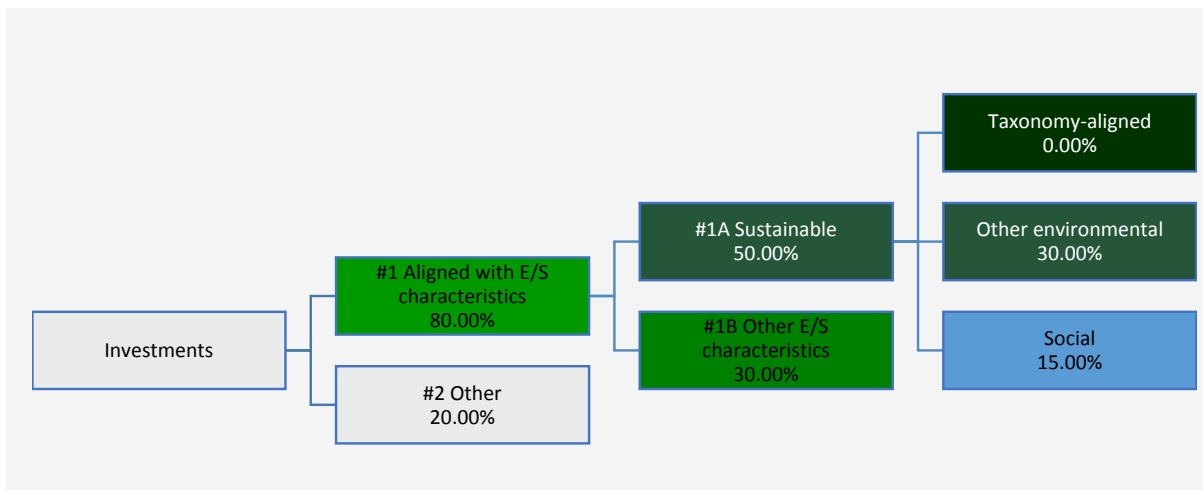 Investments
#1 Aligned with E/S
characteristics
80.00%
#2 Other
20.00%
#1A Sustainable
50.00%
#1B Other E/S
characteristics
30.00%
Taxonomy-aligned
0.00%
Other environmental
30.00%
Social
15.00%